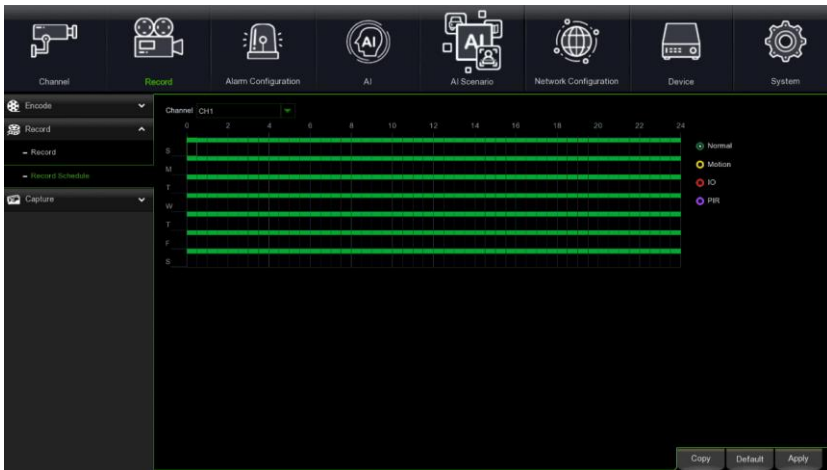 Channel Record Alarm Configuration AI AI Scenario Network Configuration Device System
AI
AI
Encode
Record
Record
Record Schedule
Capture
Channel CH1
0 2 4 6 8 10 12 14 16 18 20 22 24
S
M
T
W
T
F
S
Normal
Motion
IO
PIR
Copy Default Apply